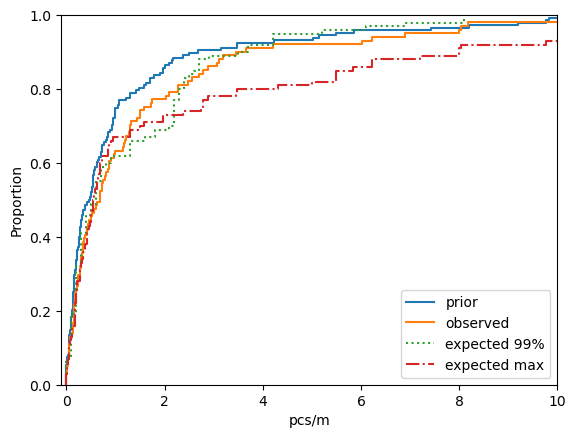 1.0
0.8
0.6
0.4
0.2
0.0
Proportion
0
2
4
6
8
10
pcs/m
prior
observed
expected 99%
expected max